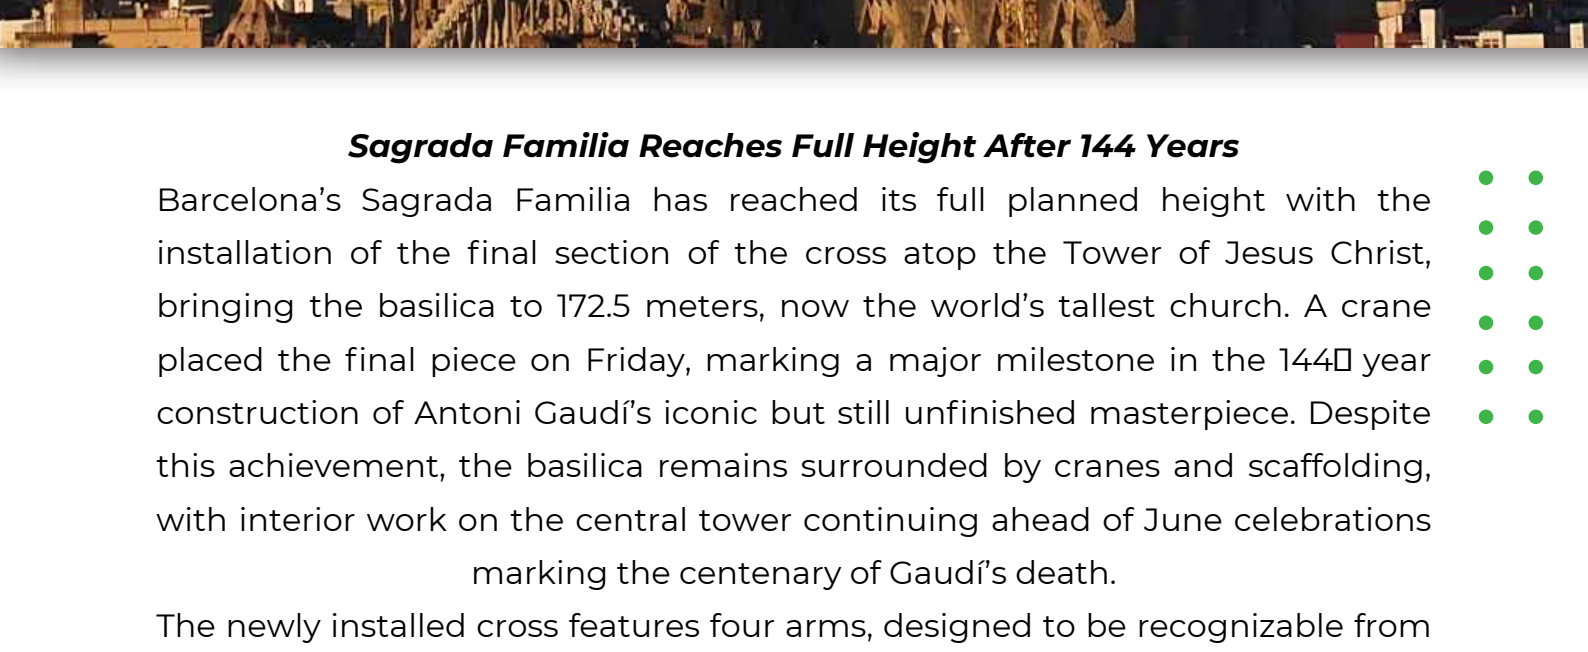 Sagrada Familia Reaches Full Height After 144 Years
Barcelona’s Sagrada Familia has reached its full planned height with the
installation of the final section of the cross atop the Tower of Jesus Christ,
bringing the basilica to 172.5 meters, now the world’s tallest church. A crane
placed the final piece on Friday, marking a major milestone in the 144▯ year
construction of Antoni Gaudí’s iconic but still unfinished masterpiece. Despite
this achievement, the basilica remains surrounded by cranes and scaffolding,
with interior work on the central tower continuing ahead of June celebrations
marking the centenary of Gaudí’s death.
The newly installed cross features four arms, designed to be recognizable from